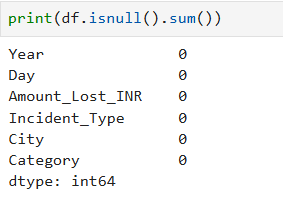 print(df.isnull().sum())
Year 0
Day 0
Amount_Lost_INR 0
Incident_Type 0
City 0
Category 0
dtype: int64